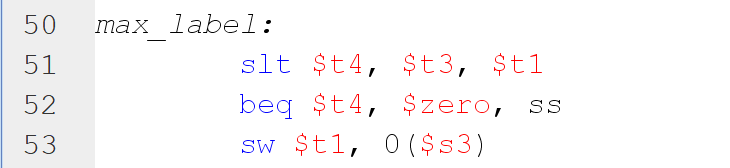 50 max_label:
51 slt $t4, $t3, $t1
52 beq $t4, $zero, ss
53 sw $t1, 0($s3)